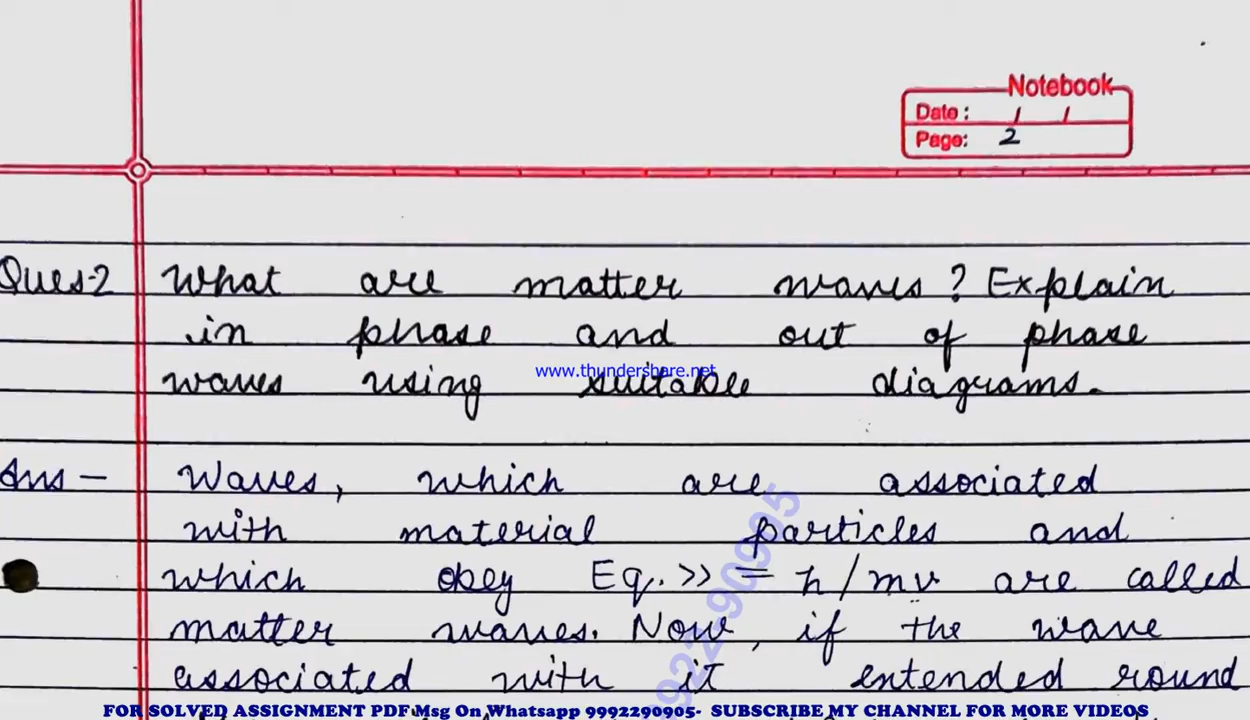 Notebook
Date : / /
Page: 2
Ques-2 What are matter waves ? Explain
in phase and out of phase
www.thundershare.net
waves using suitable diagrams.
Ans - Waves, which are associated
with material particles and
which obey Eq. >> = h/mv are called
matter waves. Now, if the wave
associated with it entended round
9922-90905
FOR SOLVED ASSIGNMENT PDF Msg On Whatsapp 9992290905- SUBSCRIBE MY CHANNEL FOR MORE VIDEOS